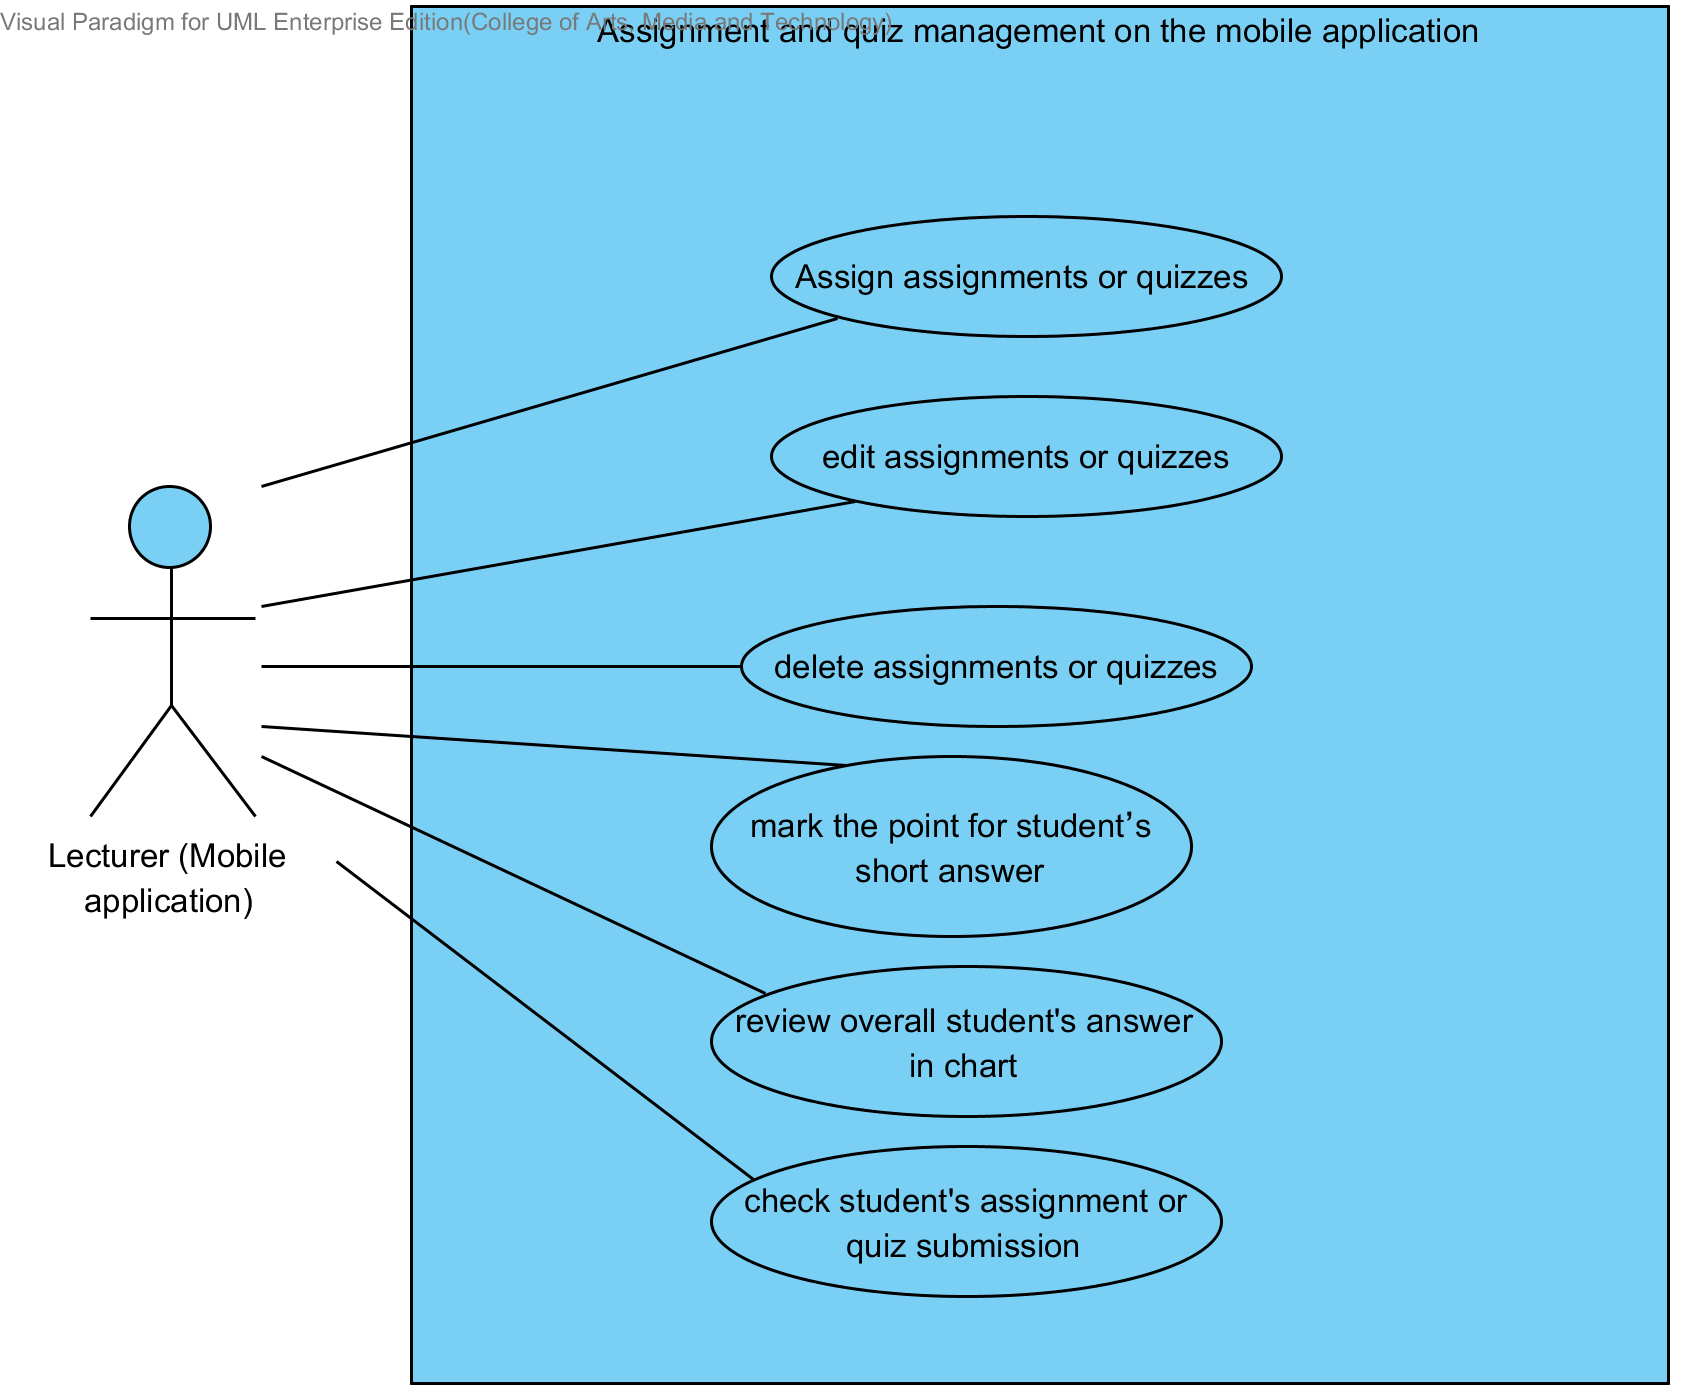 Visual Paradigm for UML Enterprise Edition(College of Arts, Media and Technology)
Assignment and quiz management on the mobile application
Assign assignments or quizzes
edit assignments or quizzes
delete assignments or quizzes
mark the point for student’s
short answer
Lecturer (Mobile
application)
review overall student's answer
in chart
check student's assignment or
quiz submission